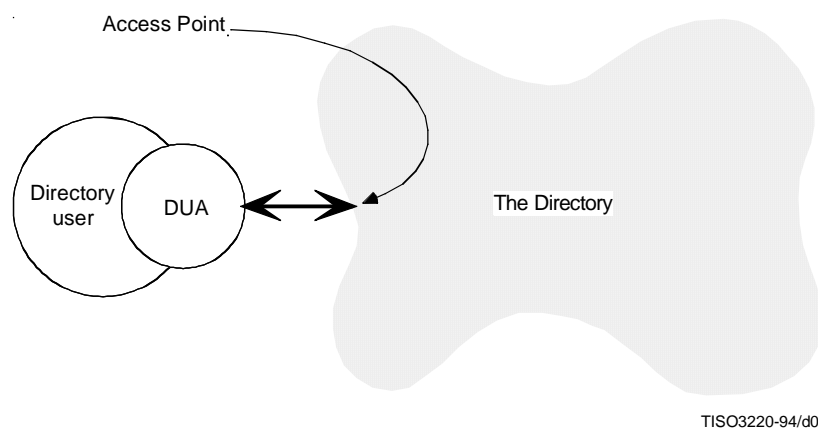 Access Point
Directory
user
DUA
The Directory
TISO3220-94/d0